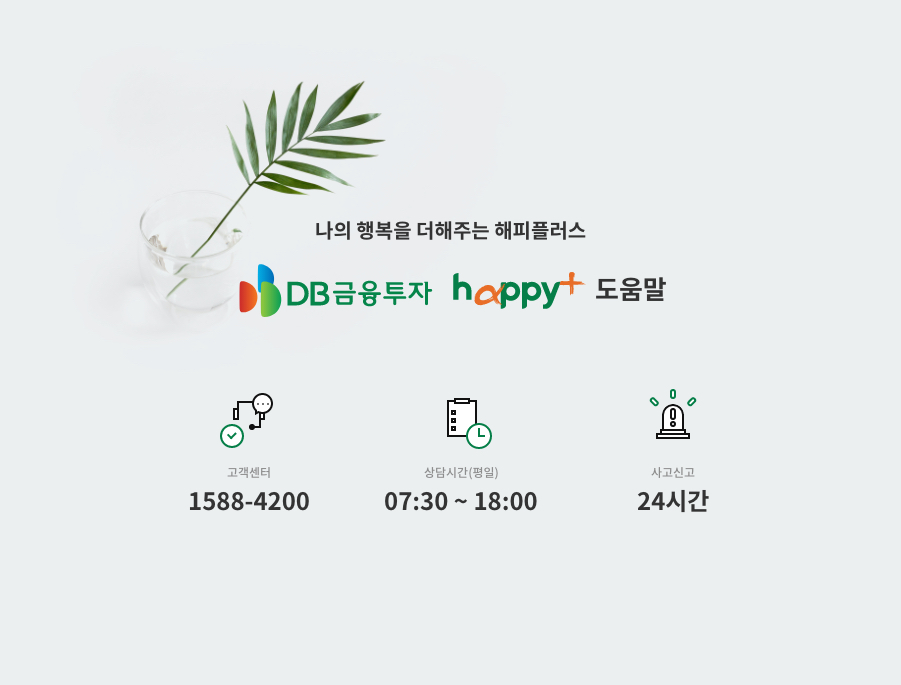 나의 행복을 더해주는 해피플러스
DB금융투자 happy+ 도움말
고객센터
1588-4200
상담시간(평일)
07:30 ~ 18:00
사고신고
24시간